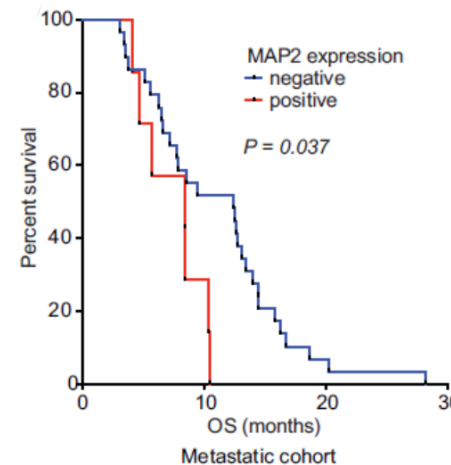 100
80
60
40
20
0
Percent survival
MAP2 expression
negative
positive
P = 0.037
0 10 20 30
OS (months)
Metastatic cohort